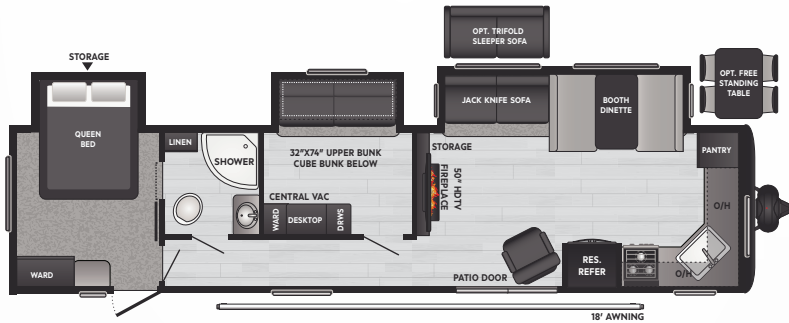 OPT. TRIFOLD
SLEEPER SOFA
STORAGE
QUEEN
BED
LINEN
SHOWER
32"X74" UPPER BUNK
CUBE BUNK BELOW
CENTRAL VAC
WARD
DESKTOP
DRWS
JACK KNIFE SOFA
BOOTH
DINETTE
OPT. FREE
STANDING
TABLE
STORAGE
50" HDTV
FIREPLACE
PANTRY
O/H
O/H
RES.
REFER
PATIO DOOR
WARD
18' AWNING